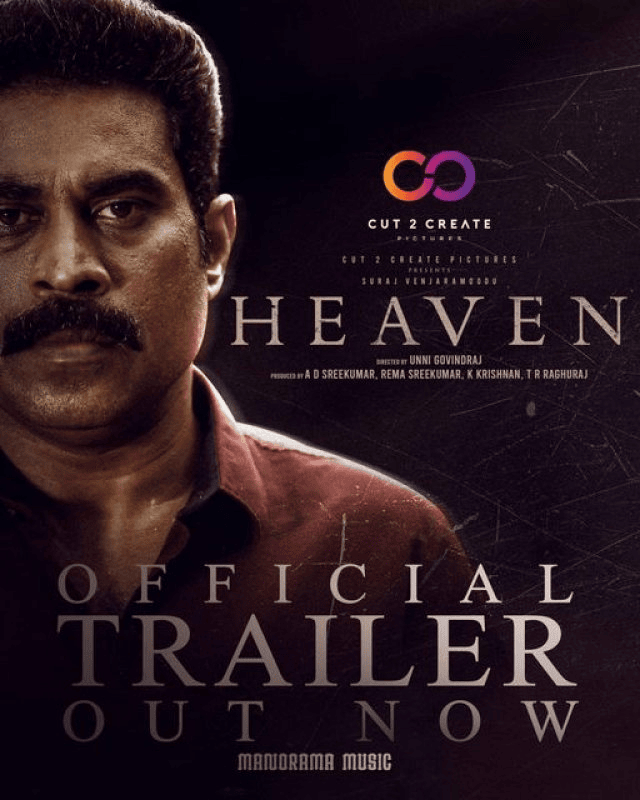 CUT 2 CREATE
PICTURES
CUT 2 CREATE PICTURES
PRESENTS
SURAJ VENJARAMOODU
HEAVEN
DIRECTED BY UNNI GOVINDRAJ
PRODUCED BY A D SREEKUMAR, REMA SREEKUMAR, K KRISHNAN, T R RAGHURAJ
OFFICIAL
TRAILER
OUT NOW
MANORAMA MUSIC